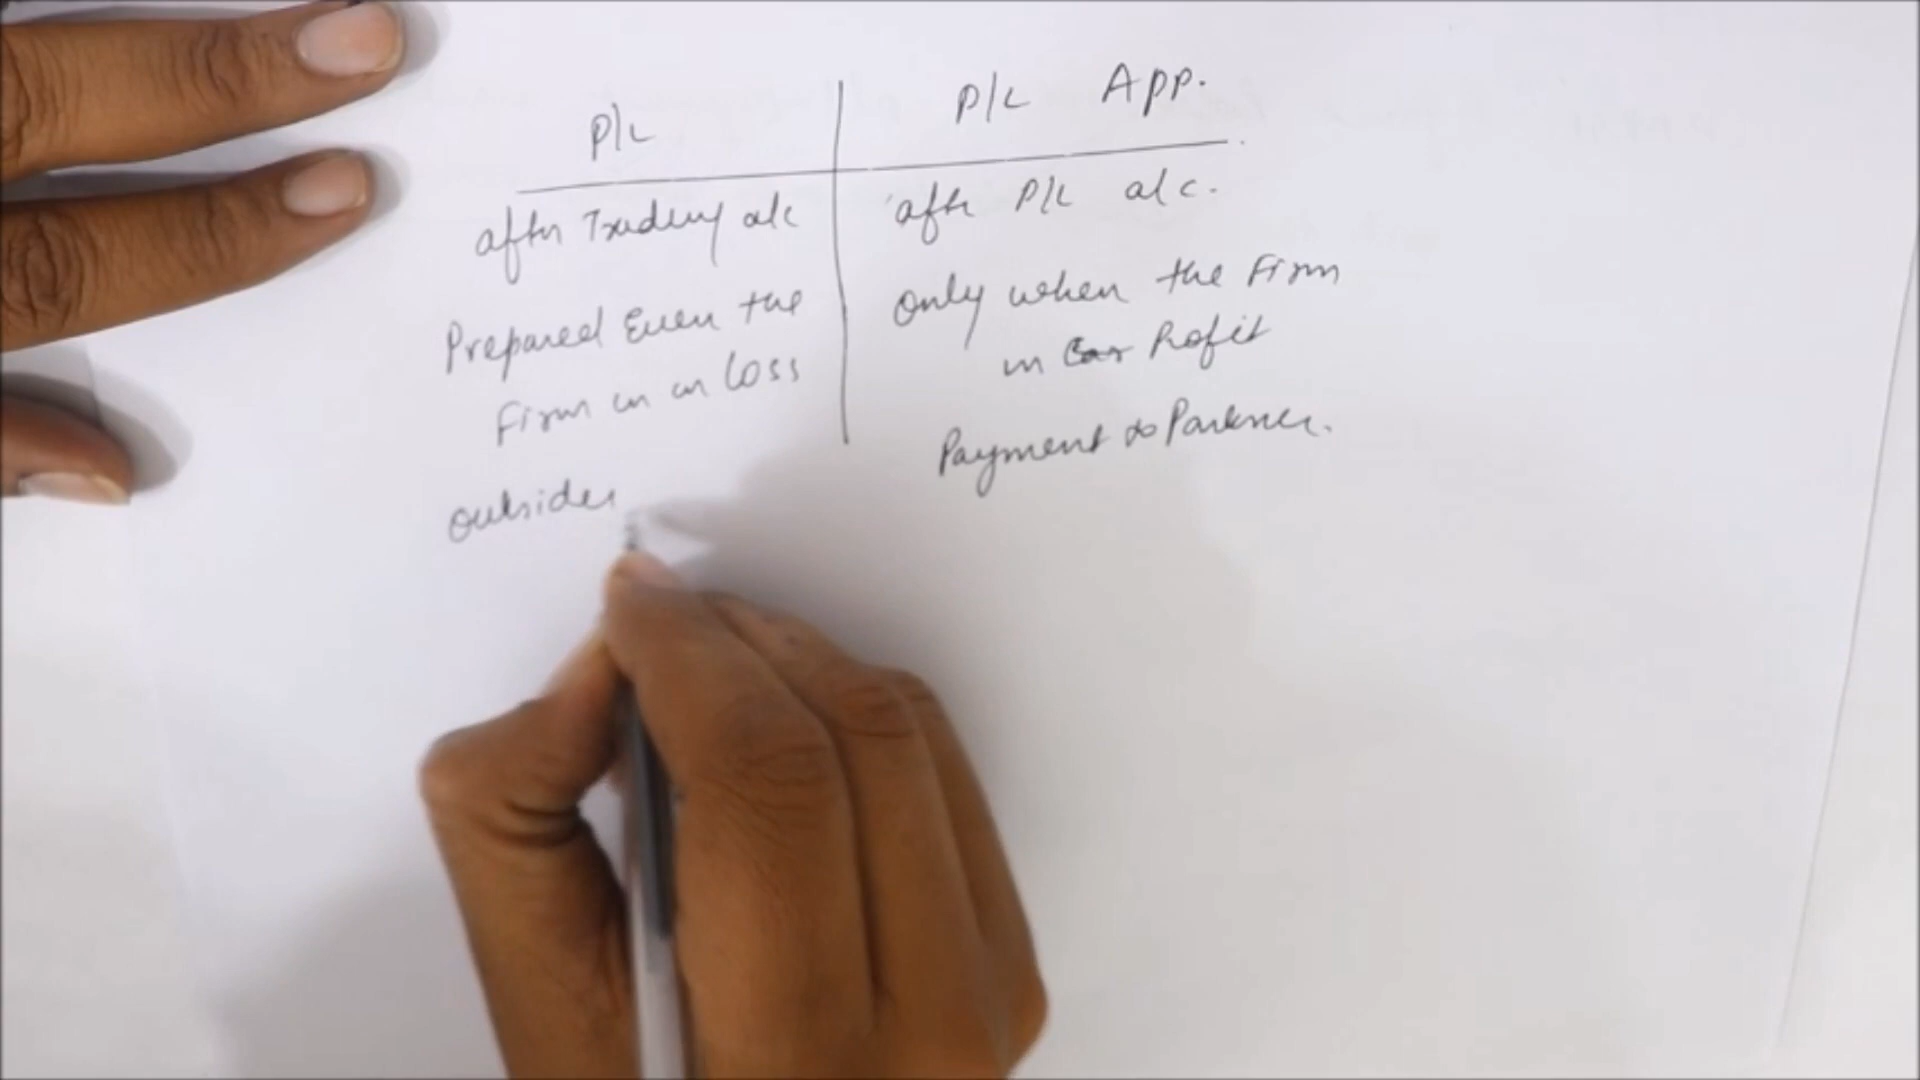 P/L
P/L App.
after Trading a/c
after P/L a/c.
Prepared Even the
Firm in in Loss
only when the Firm
in Profit
Payment to Partner.
outsider